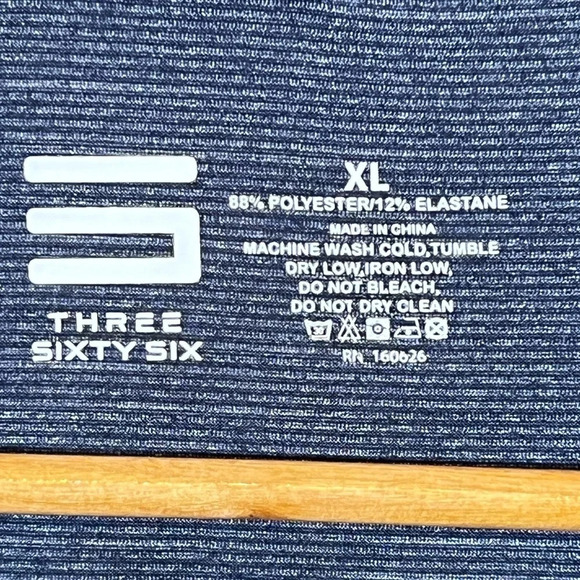 THREE
SIXTY SIX
XL
88% POLYESTER/12% ELASTANE
MADE IN CHINA
MACHINE WASH COLD,TUMBLE
DRY LOW,IRON LOW,
DO NOT BLEACH,
DO NOT DRY CLEAN
RN 160626